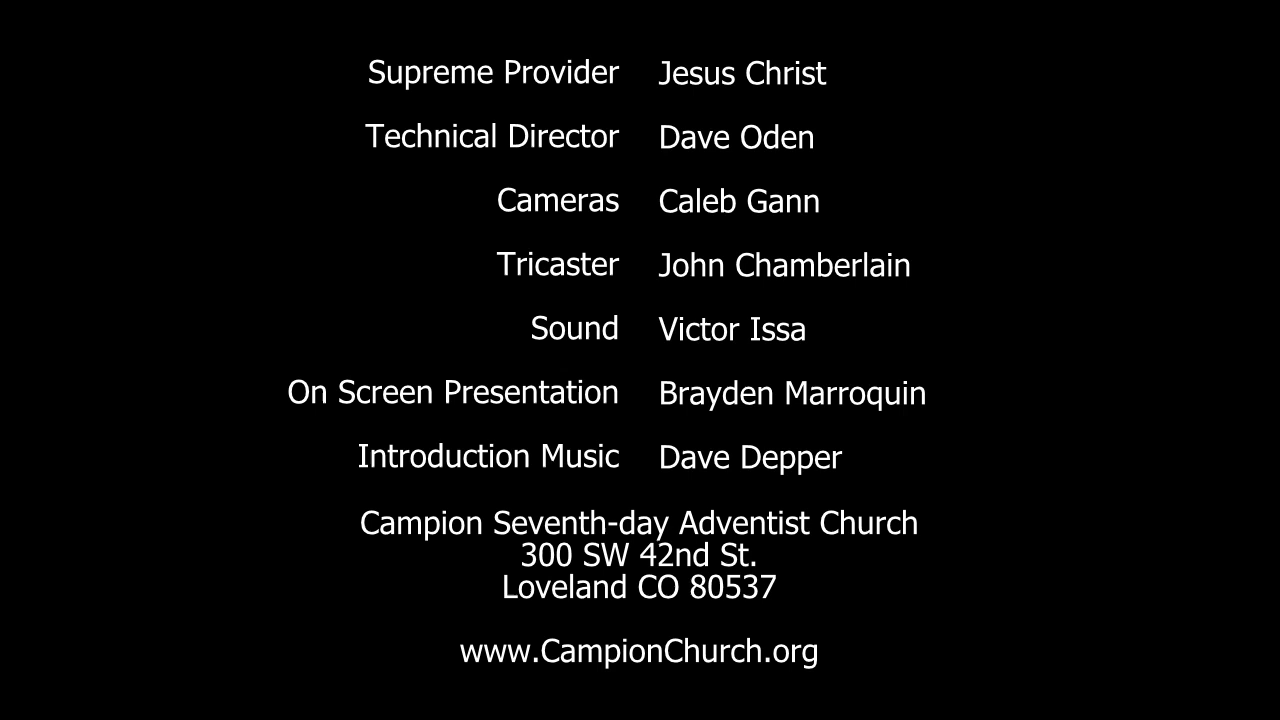 Supreme Provider Jesus Christ
Technical Director Dave Oden
Cameras Caleb Gann
Tricaster John Chamberlain
Sound Victor Issa
On Screen Presentation Brayden Marroquin
Introduction Music Dave Depper
Campion Seventh-day Adventist Church
300 SW 42nd St.
Loveland CO 80537
www.CampionChurch.org